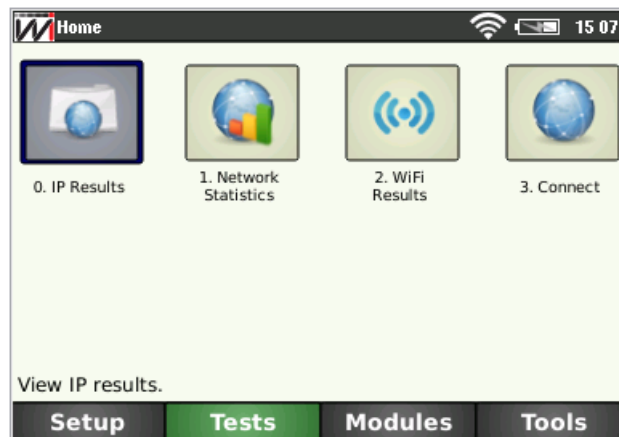 Home
15 07
0. IP Results
1. Network
Statistics
2. WiFi
Results
3. Connect
View IP results.
Setup
Tests
Modules
Tools